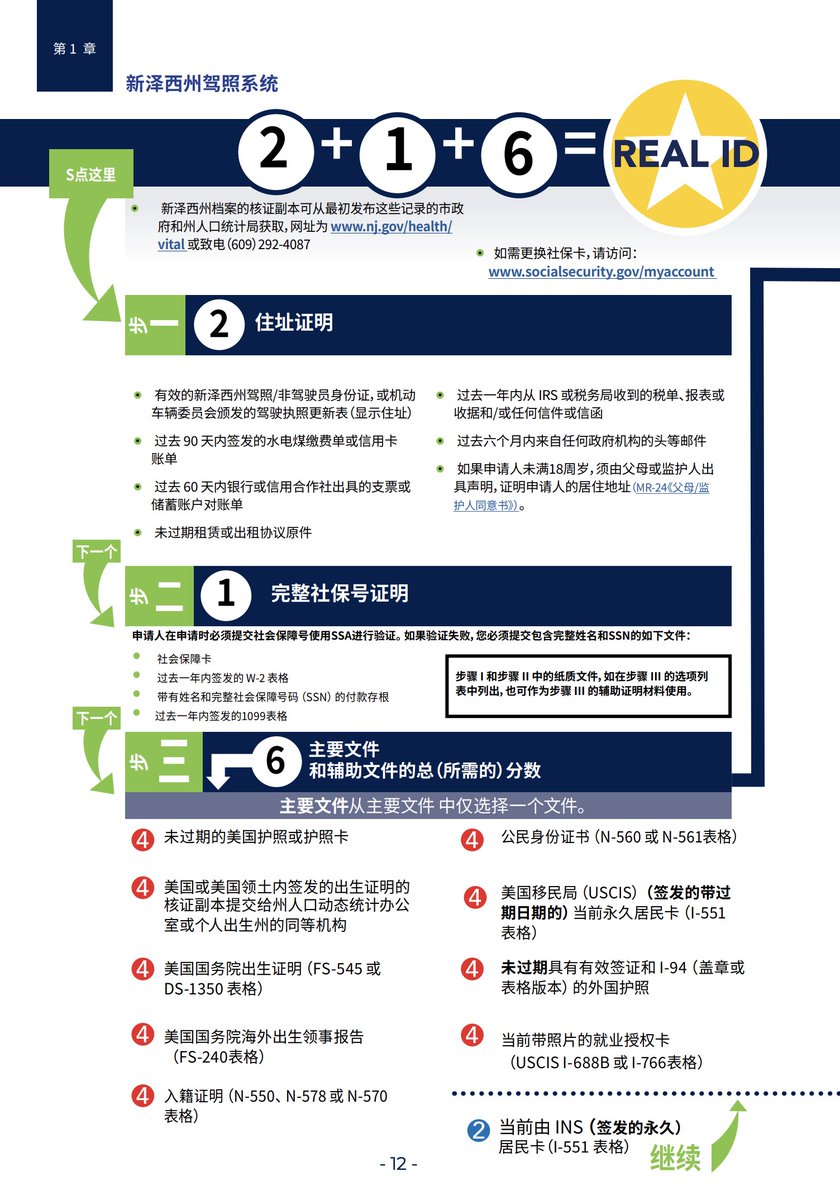 第 1 章
新泽西州驾照系统
2+1+6=
REAL ID
S点这里
新泽西州档案的核证副本可从最初发布这些记录的市政
府和州人口统计局获取，网址为 www.nj.gov/health/
vital 或致电（609）292-4087
如需更换社保卡，请访问：
www.socialsecurity.gov/myaccount
步一
2 住址证明
有效的新泽西州驾照/非驾驶员身份证，或机动
车辆委员会颁发的驾驶执照更新表（显示住址）
过去 90 天内签发的水电煤缴费单或信用卡
账单
过去 60 天内银行或信用合作社出具的支票或
储蓄账户对账单
未过期租赁或出租协议原件
过去一年内从 IRS 或税务局收到的税单、报表或
收据和/或任何信件或信函
过去六个月内来自任何政府机构的头等邮件
如果申请人未满18周岁，须由父母或监护人出
具声明，证明申请人的居住地址（MR-24《父母/监
护人同意书》）。
下一个
步二
1 完整社保号证明
申请人在申请时必须提交社会保障号使用SSA进行验证。如果验证失败，您必须提交包含完整姓名和SSN的如下文件：
社会保障卡
过去一年内签发的 W-2 表格
带有姓名和完整社会保障号码（SSN）的付款存根
过去一年内签发的1099表格
步骤 I 和步骤 II 中的纸质文件，如在步骤 III 的选项列
表中列出，也可作为步骤 III 的辅助证明材料使用。
下一个
步三
6 主要文件
和辅助文件的总（所需的）分数
主要文件从主要文件 中仅选择一个文件。
4 未过期的美国护照或护照卡
4 美国或美国领土内签发的出生证明的
核证副本提交给州人口动态统计办公
室或个人出生州的同等机构
4 美国国务院出生证明（FS-545 或
DS-1350 表格）
4 美国国务院海外出生领事报告
（FS-240表格）
4 入籍证明（N-550、N-578 或 N-570
表格）
4 公民身份证书（N-560 或 N-561表格）
4 美国移民局（USCIS）（签发的带过
期日期的）当前永久居民卡（I-551
表格）
4 未过期具有有效签证和 I-94（盖章或
表格版本）的外国护照
4 当前带照片的就业授权卡
（USCIS I-688B 或 I-766表格）
2 当前由 INS（签发的永久）
居民卡（I-551 表格）
继续
- 12 -